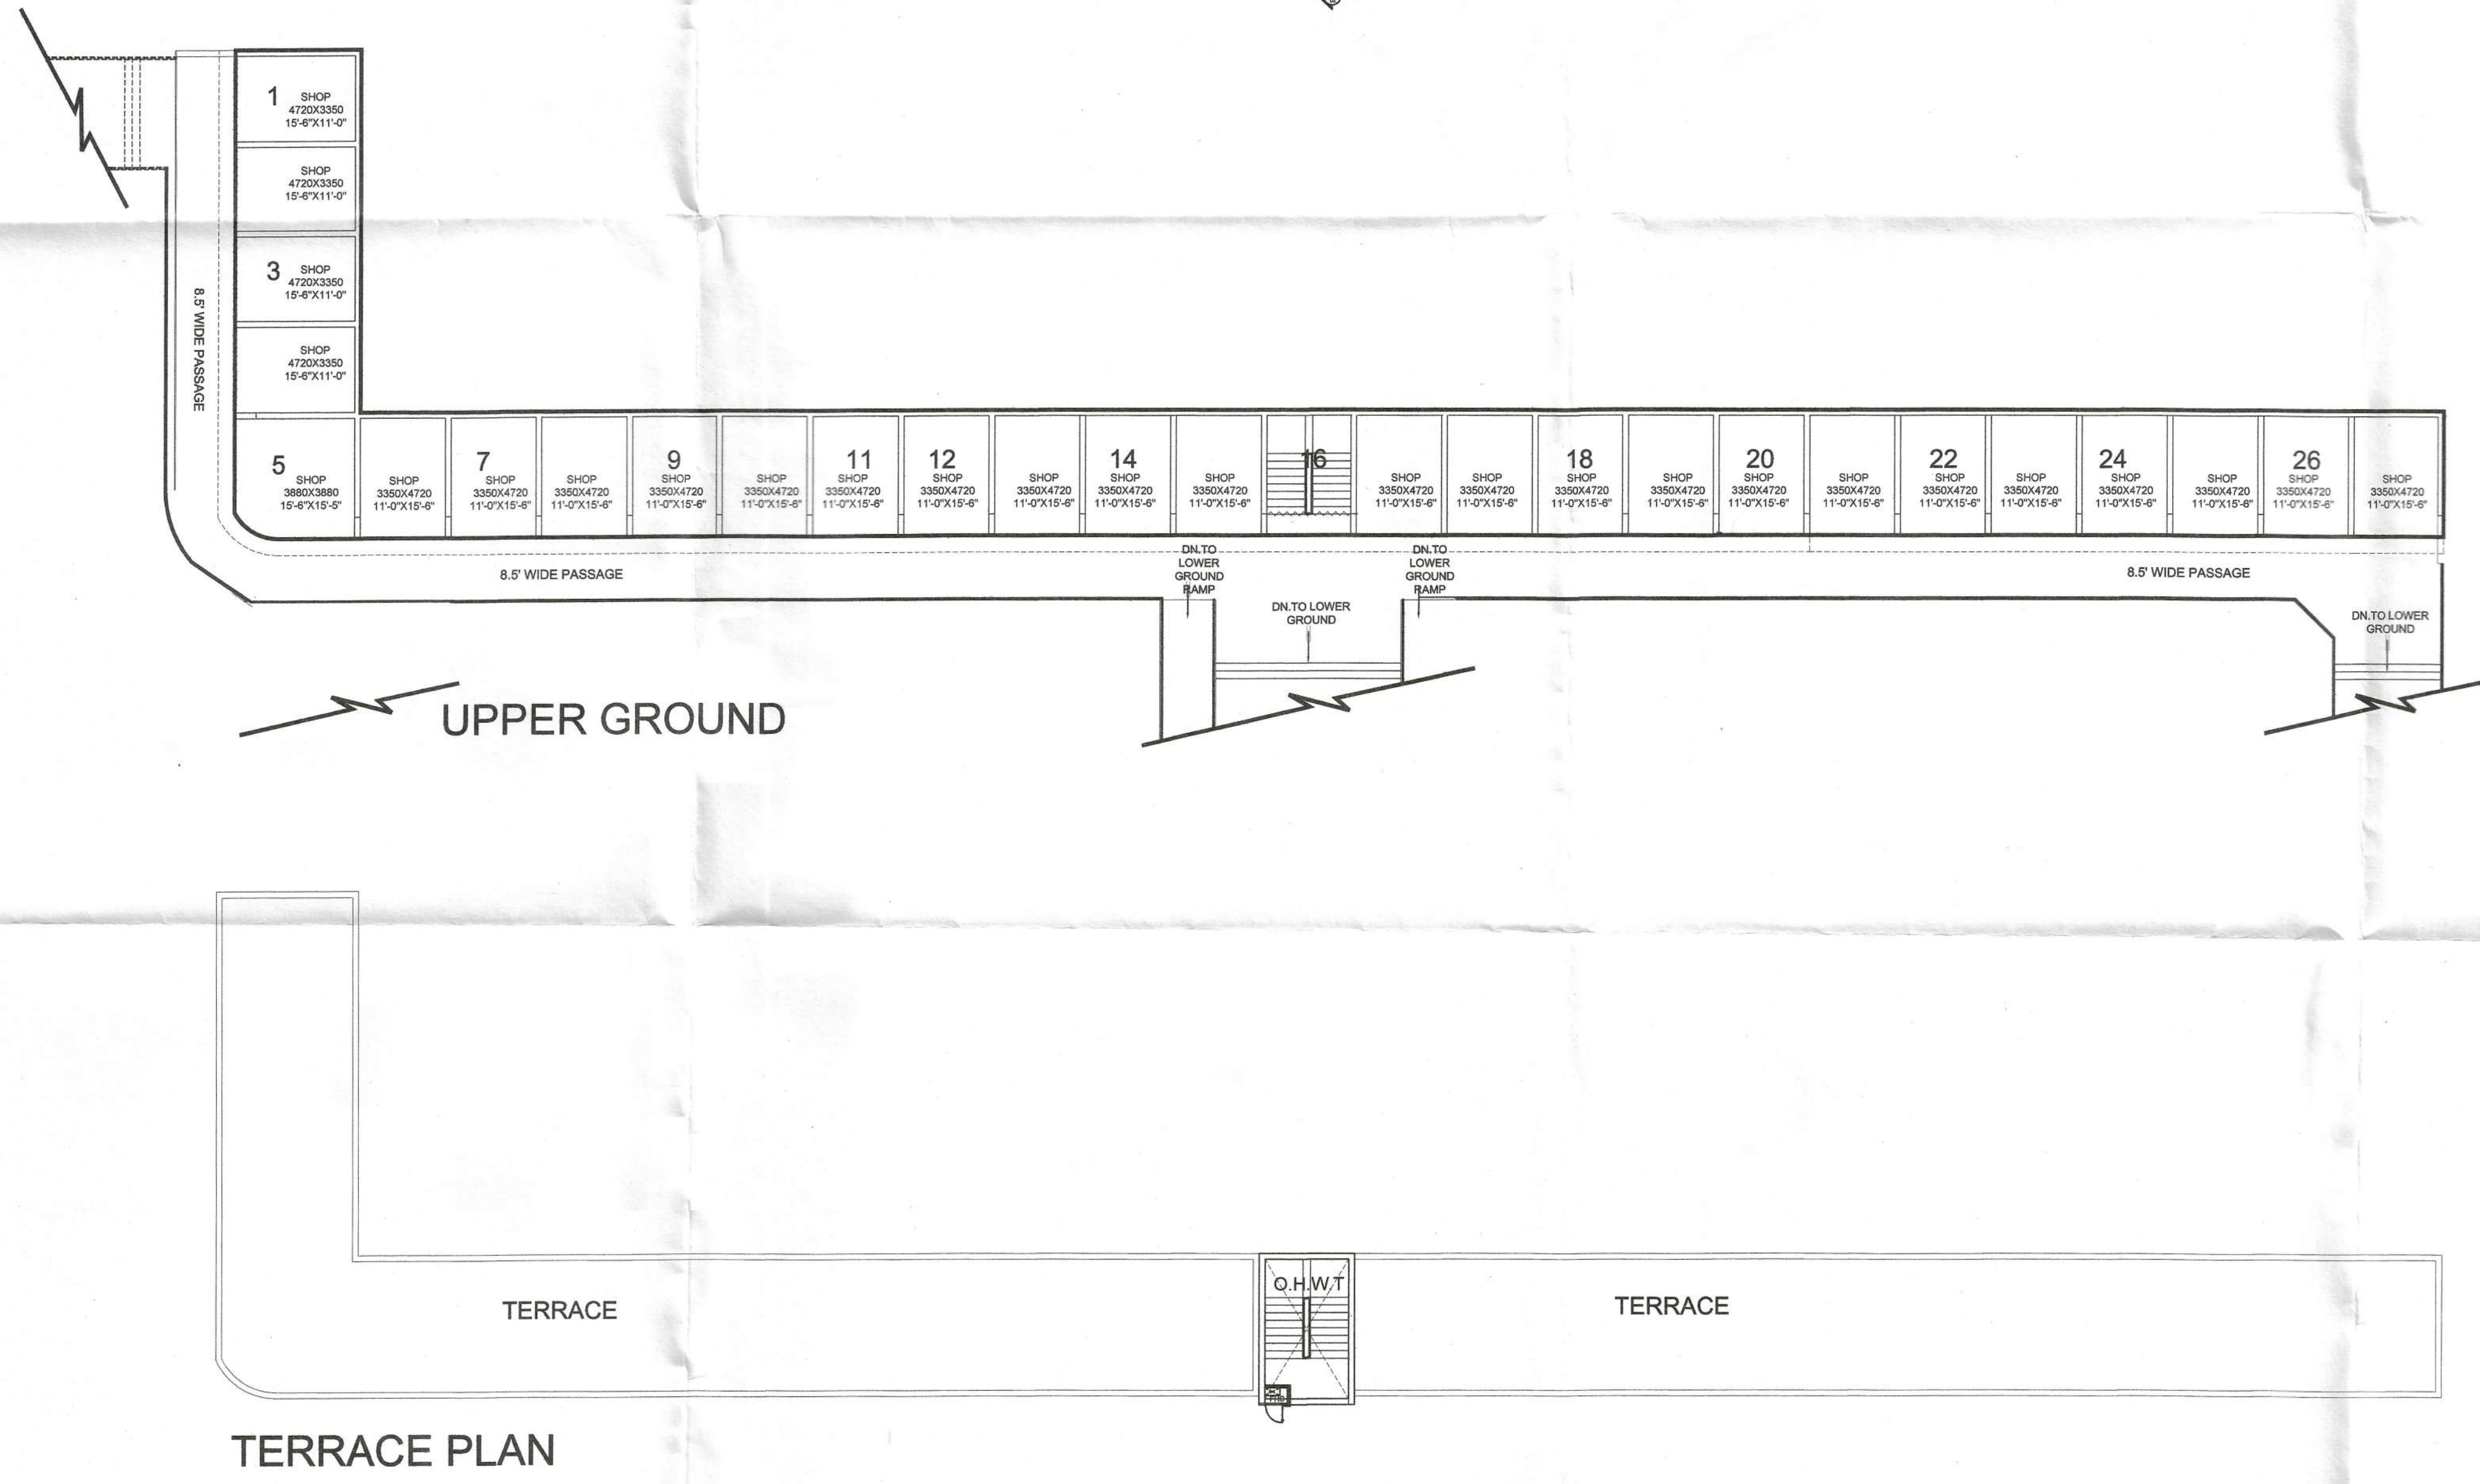 1
SHOP
4720X3350
15'-6"X11'-0"
SHOP
4720X3350
15'-6"X11'-0"
3
SHOP
4720X3350
15'-6"X11'-0"
SHOP
4720X3350
15'-6"X11'-0"
8.5' WIDE PASSAGE
5
SHOP
3880X3880
15'-6"X15'-5"
SHOP
3350X4720
11'-0"X15'-6"
7
SHOP
3350X4720
11'-0"X15'-6"
SHOP
3350X4720
11'-0"X15'-6"
9
SHOP
3350X4720
11'-0"X15'-6"
SHOP
3350X4720
11'-0"X15'-6"
11
SHOP
3350X4720
11'-0"X15'-6"
12
SHOP
3350X4720
11'-0"X15'-6"
SHOP
3350X4720
11'-0"X15'-6"
14
SHOP
3350X4720
11'-0"X15'-6"
SHOP
3350X4720
11'-0"X15'-6"
16
SHOP
3350X4720
11'-0"X15'-6"
SHOP
3350X4720
11'-0"X15'-6"
18
SHOP
3350X4720
11'-0"X15'-6"
SHOP
3350X4720
11'-0"X15'-6"
20
SHOP
3350X4720
11'-0"X15'-6"
SHOP
3350X4720
11'-0"X15'-6"
22
SHOP
3350X4720
11'-0"X15'-6"
SHOP
3350X4720
11'-0"X15'-6"
24
SHOP
3350X4720
11'-0"X15'-6"
SHOP
3350X4720
11'-0"X15'-6"
26
SHOP
3350X4720
11'-0"X15'-6"
SHOP
3350X4720
11'-0"X15'-6"
8.5' WIDE PASSAGE
DN.TO
LOWER
GROUND
RAMP
DN.TO LOWER
GROUND
DN.TO
LOWER
GROUND
RAMP
8.5' WIDE PASSAGE
DN.TO LOWER
GROUND
UPPER GROUND
O.H.W.T
TERRACE
TERRACE
TERRACE PLAN